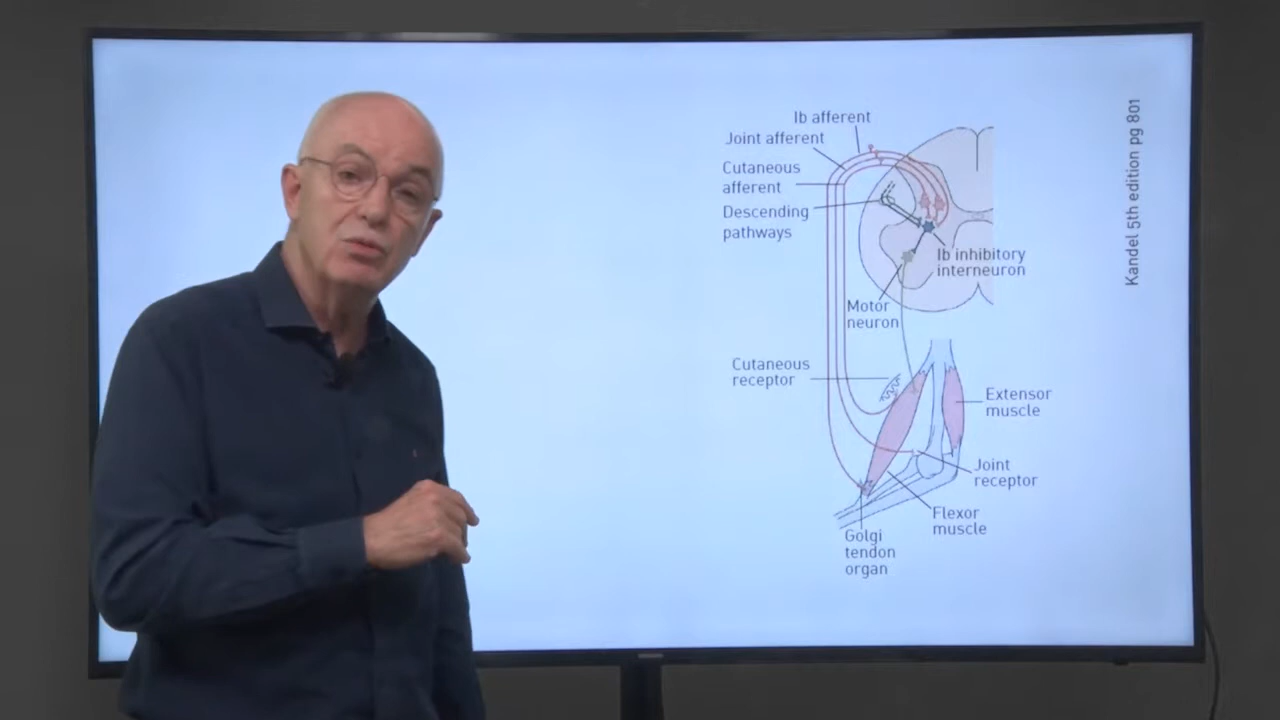 Ib afferent
Joint afferent
Cutaneous
afferent
Descending
pathways
Ib inhibitory
interneuron
Motor
neuron
Cutaneous
receptor
Extensor
muscle
Joint
receptor
Flexor
muscle
Golgi
tendon
organ
Kandel 5th edition pg 801